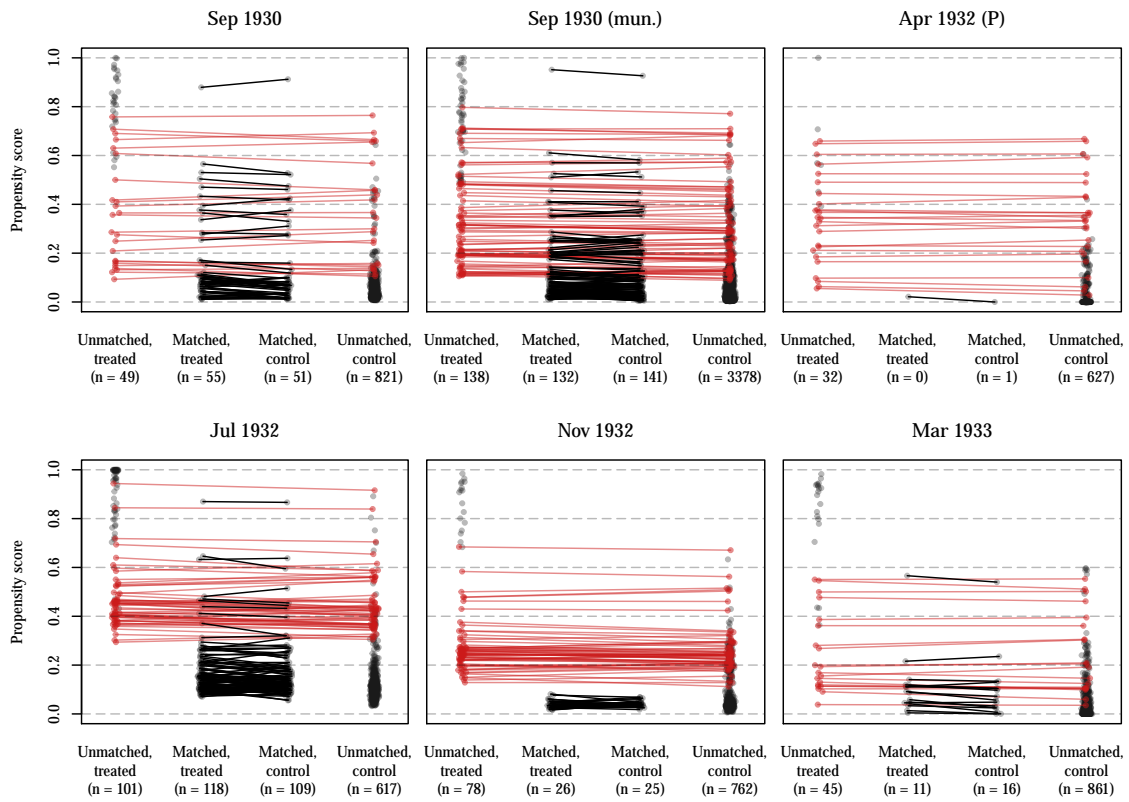 Sep 1930
Sep 1930 (mun.)
Apr 1932 (P)
Propensity score
1.0
0.8
0.6
0.4
0.2
0.0
Unmatched, treated (n = 49)
Matched, treated (n = 55)
Matched, control (n = 51)
Unmatched, control (n = 821)
Unmatched, treated (n = 138)
Matched, treated (n = 132)
Matched, control (n = 141)
Unmatched, control (n = 3378)
Unmatched, treated (n = 32)
Matched, treated (n = 0)
Matched, control (n = 1)
Unmatched, control (n = 627)
Jul 1932
Nov 1932
Mar 1933
Propensity score
1.0
0.8
0.6
0.4
0.2
0.0
Unmatched, treated (n = 101)
Matched, treated (n = 118)
Matched, control (n = 109)
Unmatched, control (n = 617)
Unmatched, treated (n = 78)
Matched, treated (n = 26)
Matched, control (n = 25)
Unmatched, control (n = 762)
Unmatched, treated (n = 45)
Matched, treated (n = 11)
Matched, control (n = 16)
Unmatched, control (n = 861)